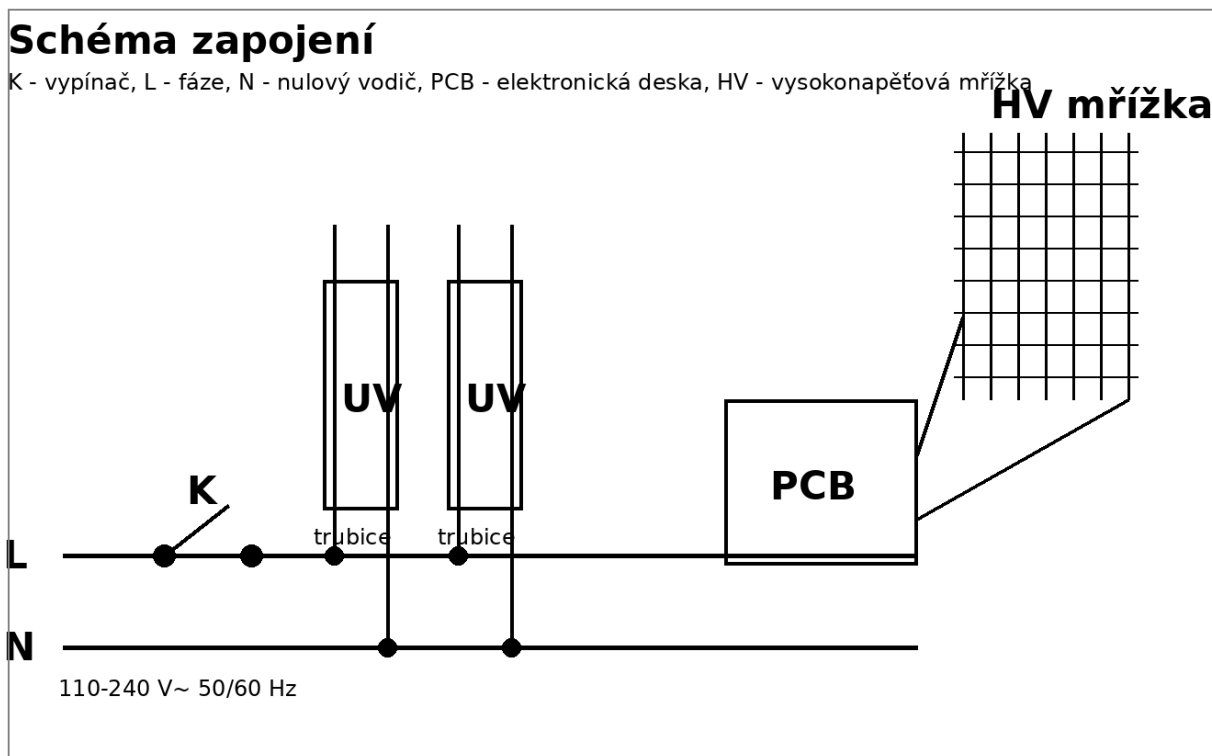 Schéma zapojení
K - vypínač, L - fáze, N - nulový vodič, PCB - elektronická deska, HV - vysokonapěťová mřížka
HV mřížka
UV
UV
PCB
K
trubice
trubice
L
N
110-240 V~ 50/60 Hz